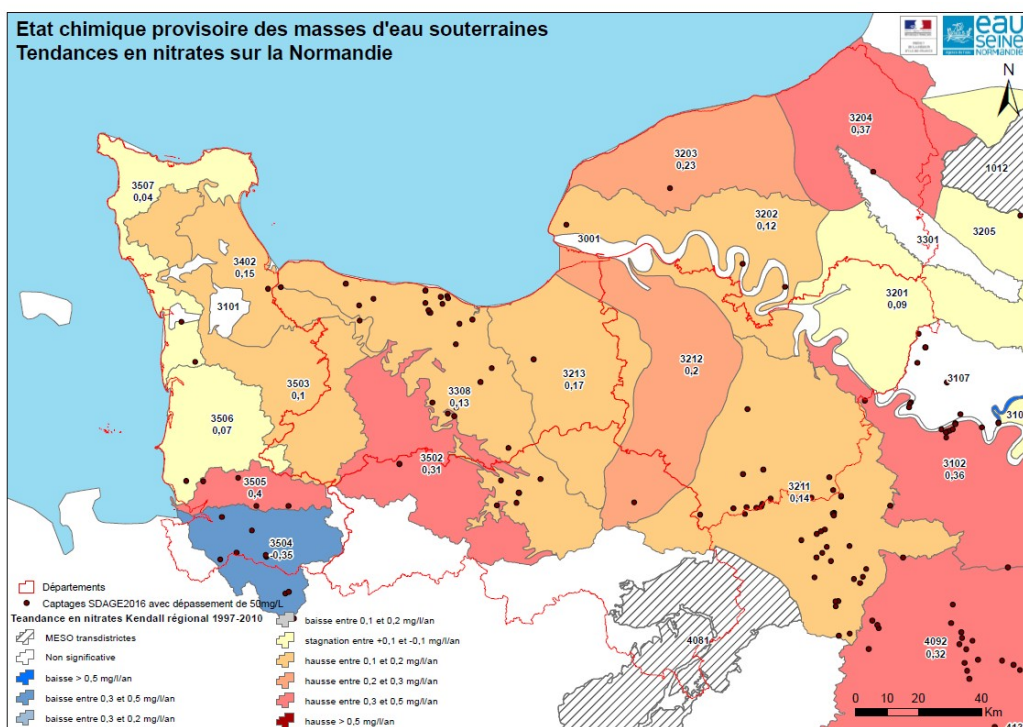 Etat chimique provisoire des masses d'eau souterraines
Tendances en nitrates sur la Normandie
eau
SEINE
NORMANDIE
N
3204
0,37
3203
0,23
1012
3507
0,04
3202
0,12
3205
3001
3301
3402
0,15
3101
3201
0,09
3212
0,2
3213
0,17
3107
3503
0,1
3308
0,13
3506
0,07
3502
0,31
3102
0,36
3505
0,4
3211
0,14
3504
-0,35
4081
4092
0,32
Départements
Captages SDAGE2016 avec dépassement de 50mg/L
Teandance en nitrates Kendall régional 1997-2010
MESO transdistrictes
Non significative
baisse > 0,5 mg/l/an
baisse entre 0,3 et 0,5 mg/l/an
baisse entre 0,3 et 0,2 mg/l/an
baisse entre 0,1 et 0,2 mg/l/an
stagnation entre +0,1 et -0,1 mg/l/an
hausse entre 0,1 et 0,2 mg/l/an
hausse entre 0,2 et 0,3 mg/l/an
hausse entre 0,3 et 0,5 mg/l/an
hausse > 0,5 mg/l/an
0 10 20 40
Km